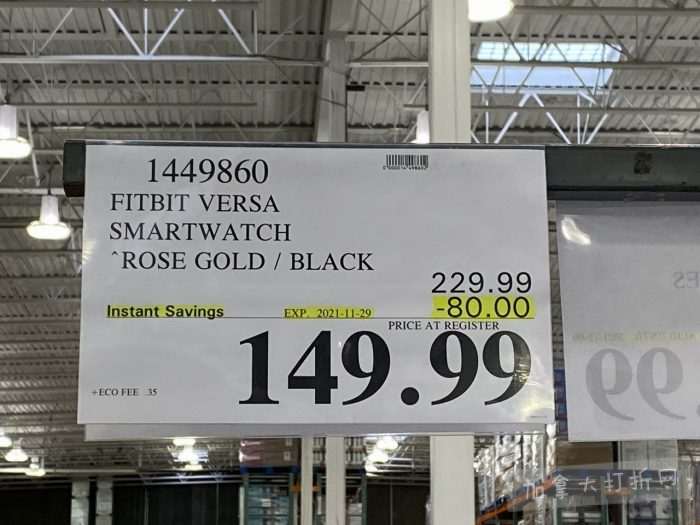 1449860
FITBIT VERSA
SMARTWATCH
^ROSE GOLD / BLACK
229.99
Instant Savings EXP. 2021-11-29 -80.00
PRICE AT REGISTER
149.99
+ECO FEE .35
99
加拿大打折网